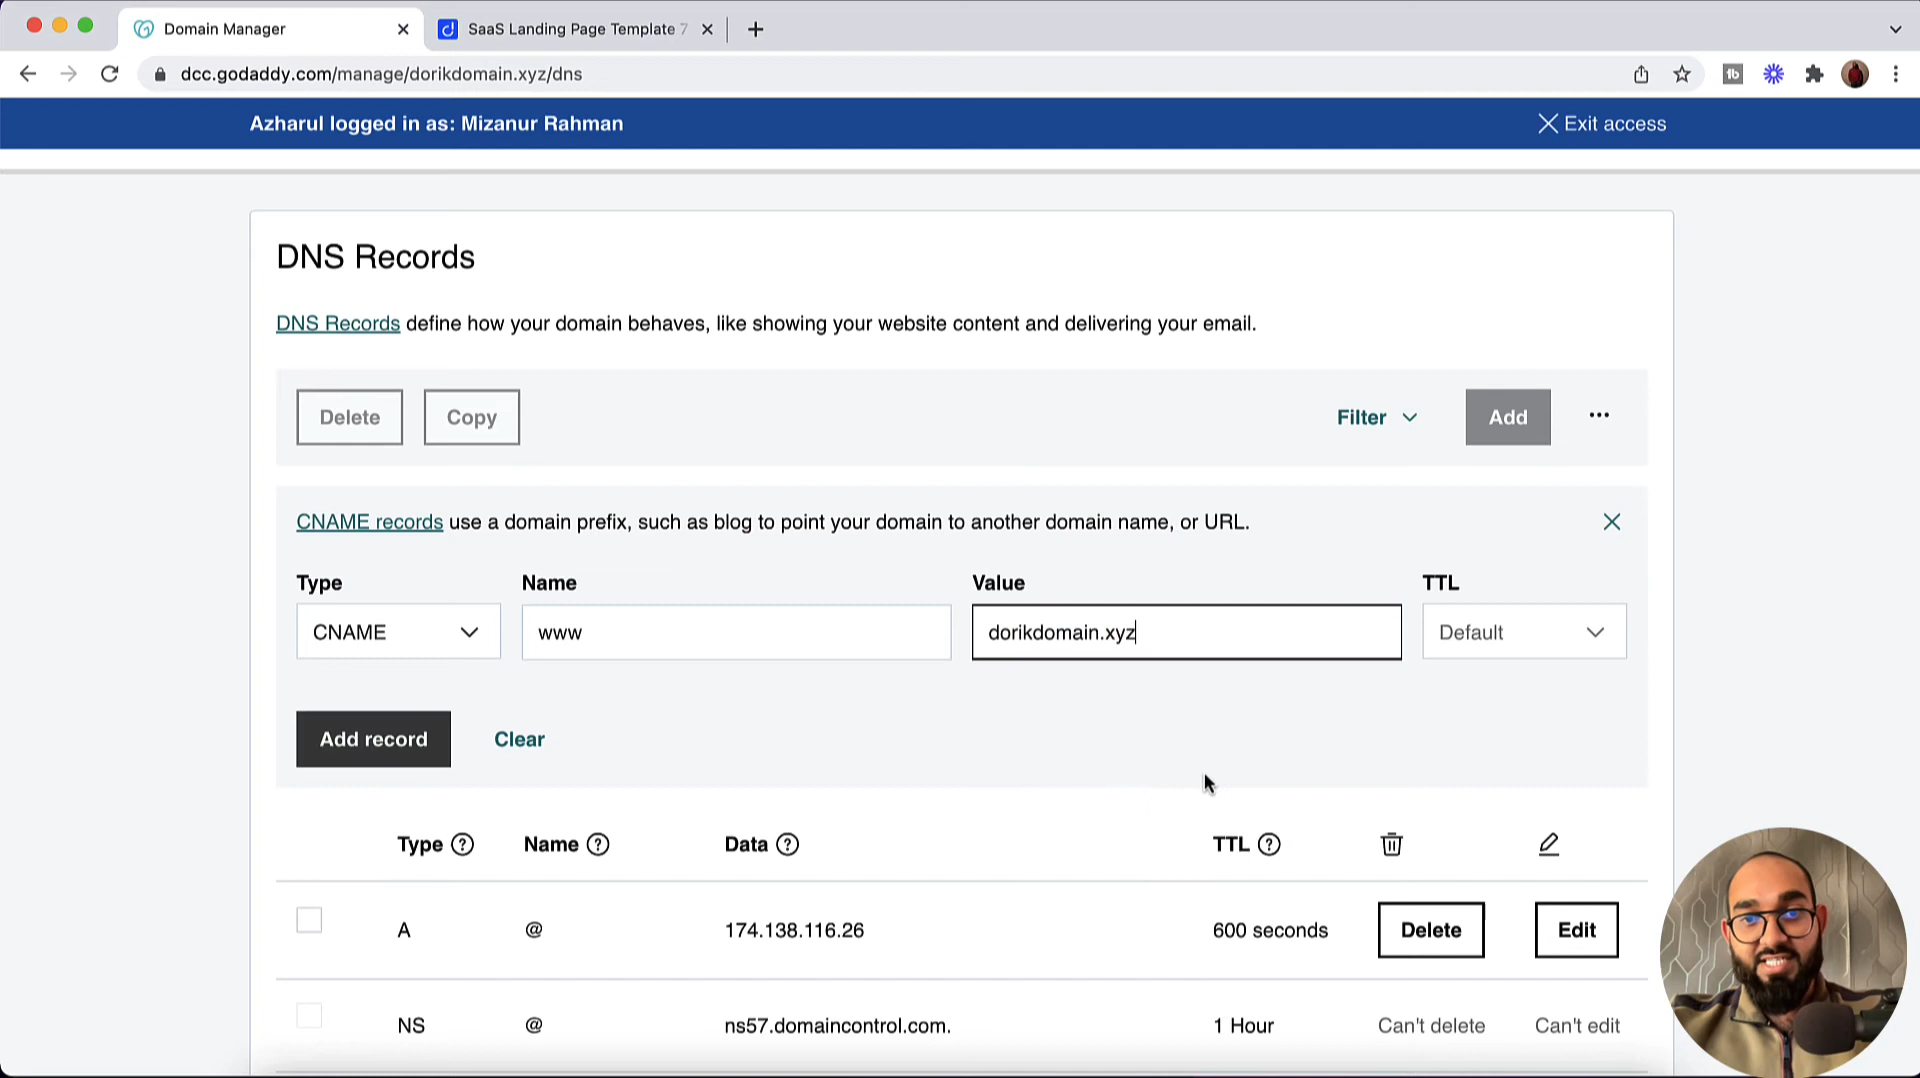 Domain Manager
SaaS Landing Page Template 7
dcc.godaddy.com/manage/dorikdomain.xyz/dns
Azharul logged in as: Mizanur Rahman
Exit access
DNS Records
DNS Records define how your domain behaves, like showing your website content and delivering your email.
Delete Copy Filter Add
CNAME records use a domain prefix, such as blog to point your domain to another domain name, or URL.
Type Name Value TTL
CNAME www dorikdomain.xyz Default
Add record Clear
Type ? Name ? Data ? TTL ?
A @ 174.138.116.26 600 seconds Delete Edit
NS @ ns57.domaincontrol.com. 1 Hour Can't delete Can't edit